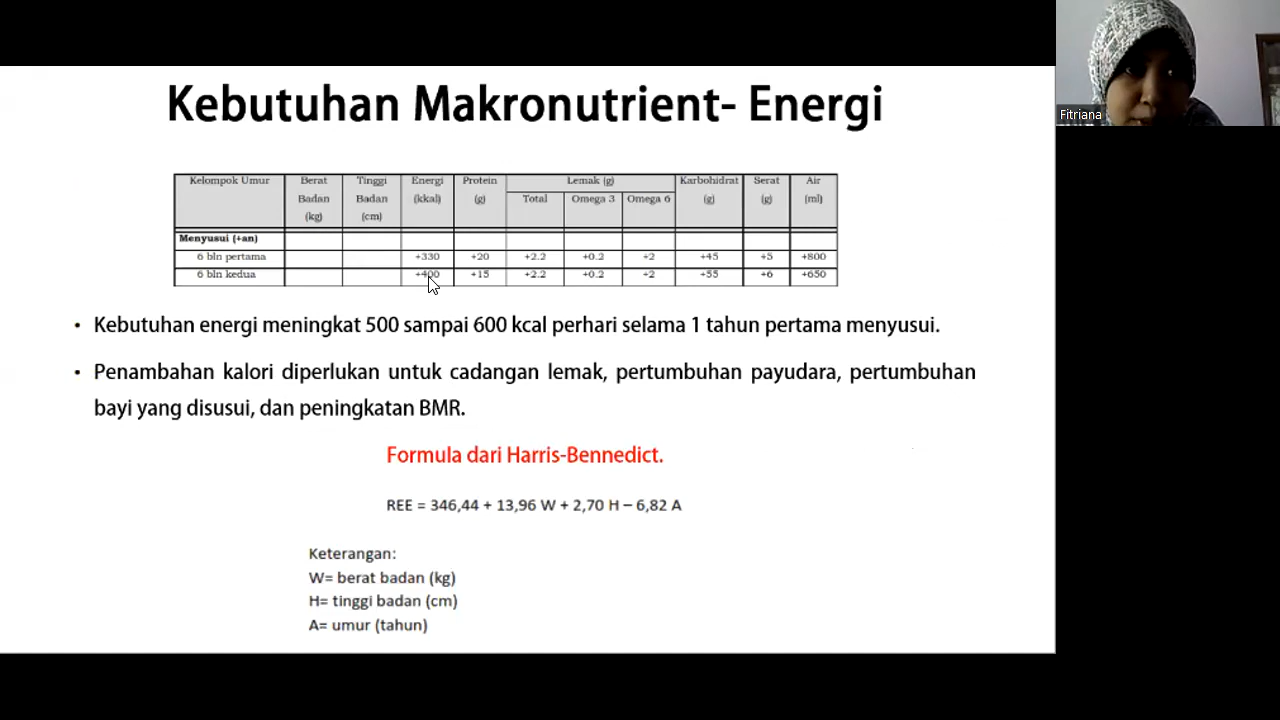 Kebutuhan Makronutrient- Energi
Fitriana
Kelompok Umur Berat Badan (kg) Tinggi Badan (cm) Energi (kkal) Protein (g) Lemak (g) Karbohidrat (g) Serat (g) Air (ml)
Total Omega 3 Omega 6
Menyusui (+an)
6 bln pertama +330 +20 +2.2 +0.2 +2 +45 +5 +800
6 bln kedua +400 +15 +2.2 +0.2 +2 +55 +6 +650
• Kebutuhan energi meningkat 500 sampai 600 kcal perhari selama 1 tahun pertama menyusui.
• Penambahan kalori diperlukan untuk cadangan lemak, pertumbuhan payudara, pertumbuhan
bayi yang disusui, dan peningkatan BMR.
Formula dari Harris-Bennedict.
REE = 346,44 + 13,96 W + 2,70 H – 6,82 A
Keterangan:
W= berat badan (kg)
H= tinggi badan (cm)
A= umur (tahun)